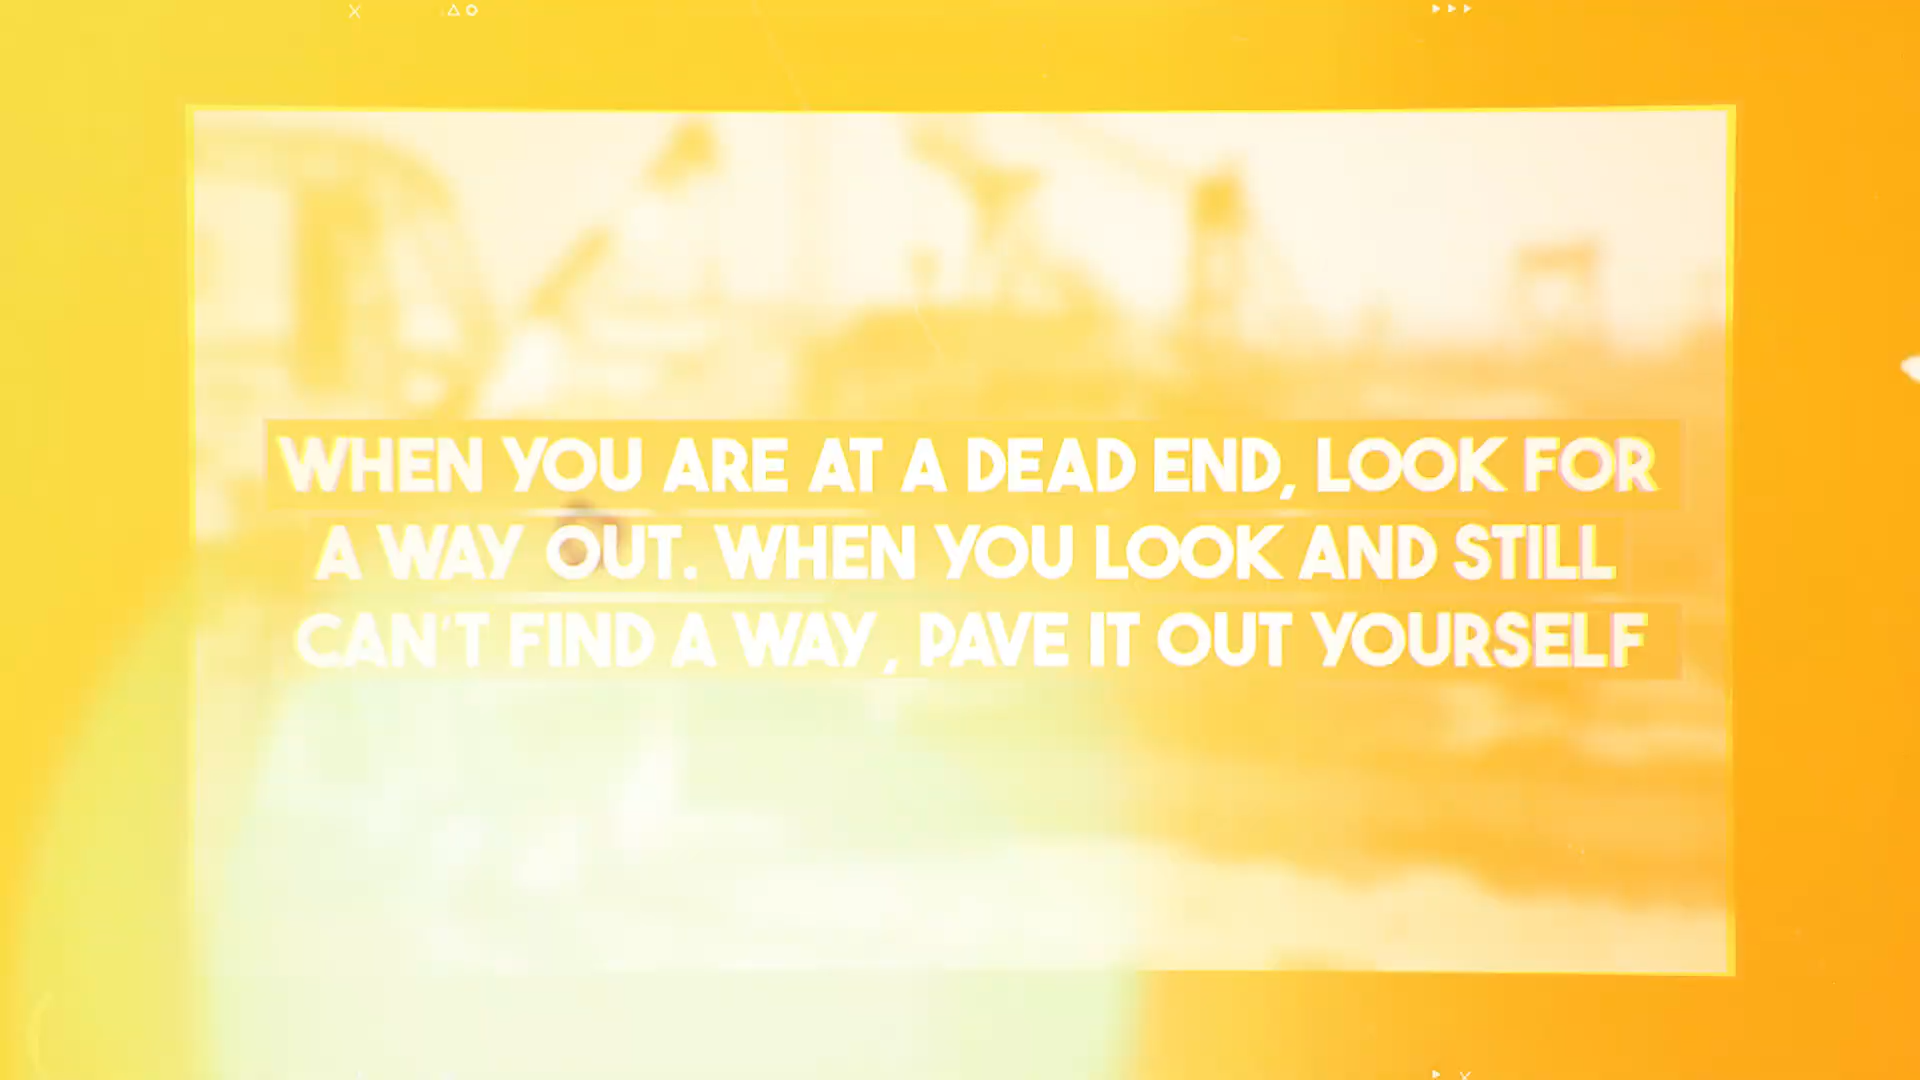 WHEN YOU ARE AT A DEAD END, LOOK FOR
A WAY OUT. WHEN YOU LOOK AND STILL
CAN'T FIND A WAY, PAVE IT OUT YOURSELF